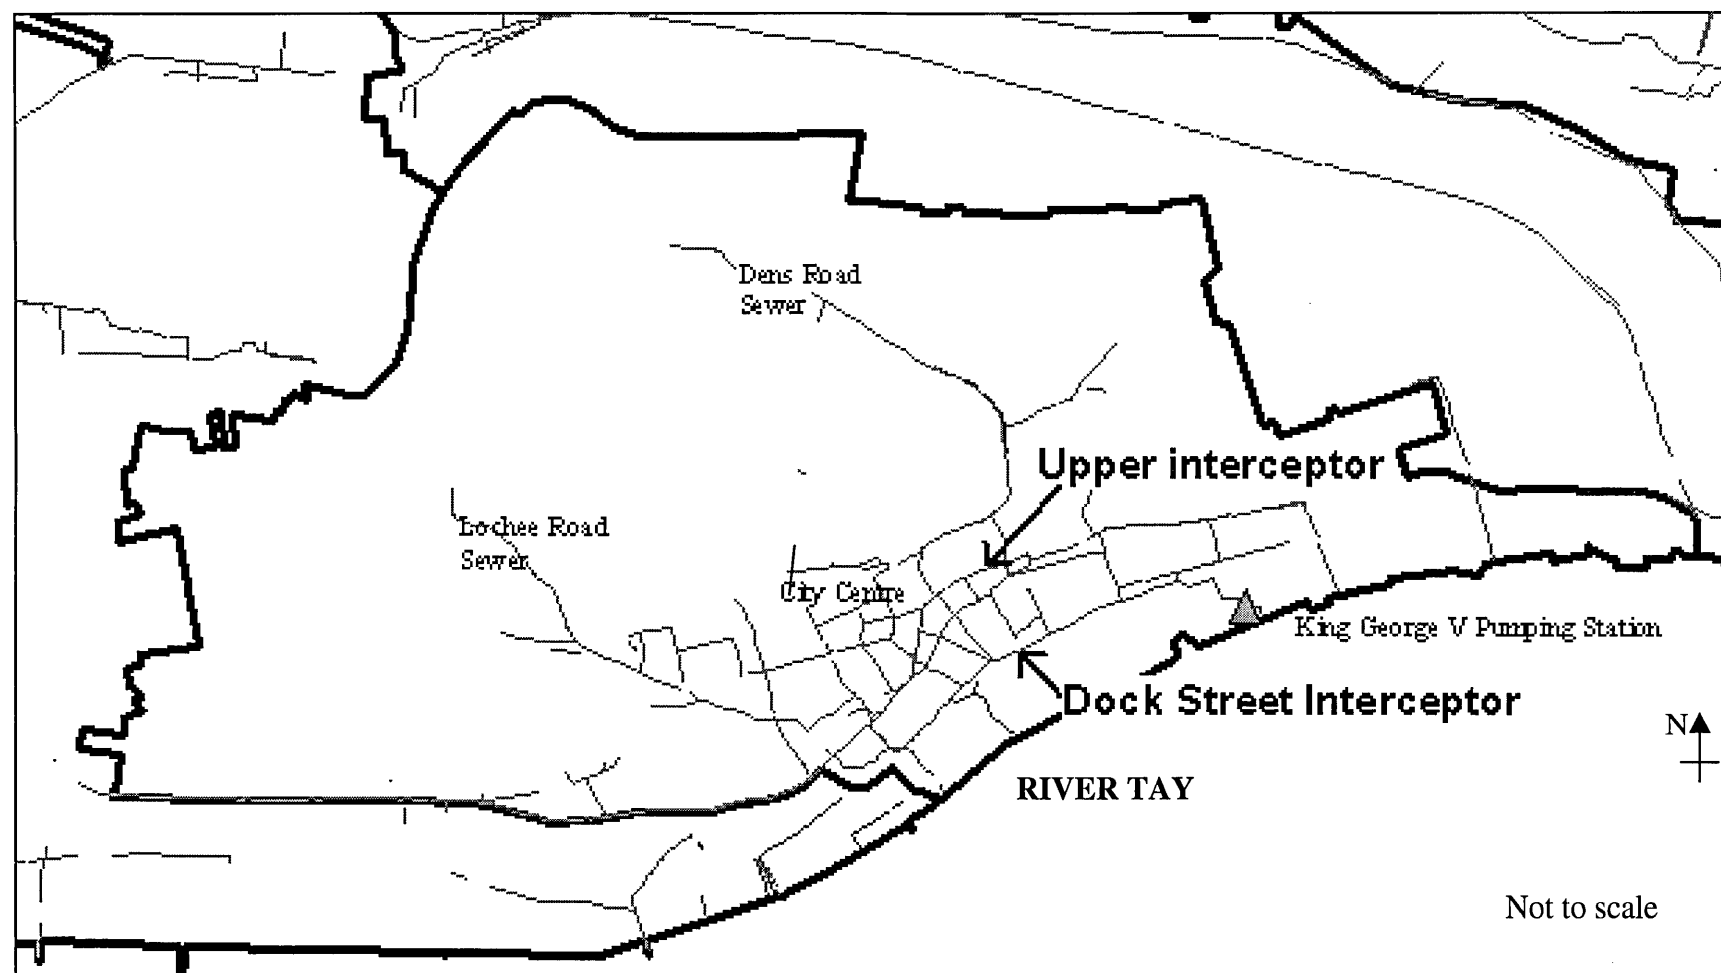 Dens Road
Sewer
Upper interceptor
Lochee Road
Sewer
City Centre
King George V Pumping Station
Dock Street Interceptor
N
RIVER TAY
Not to scale